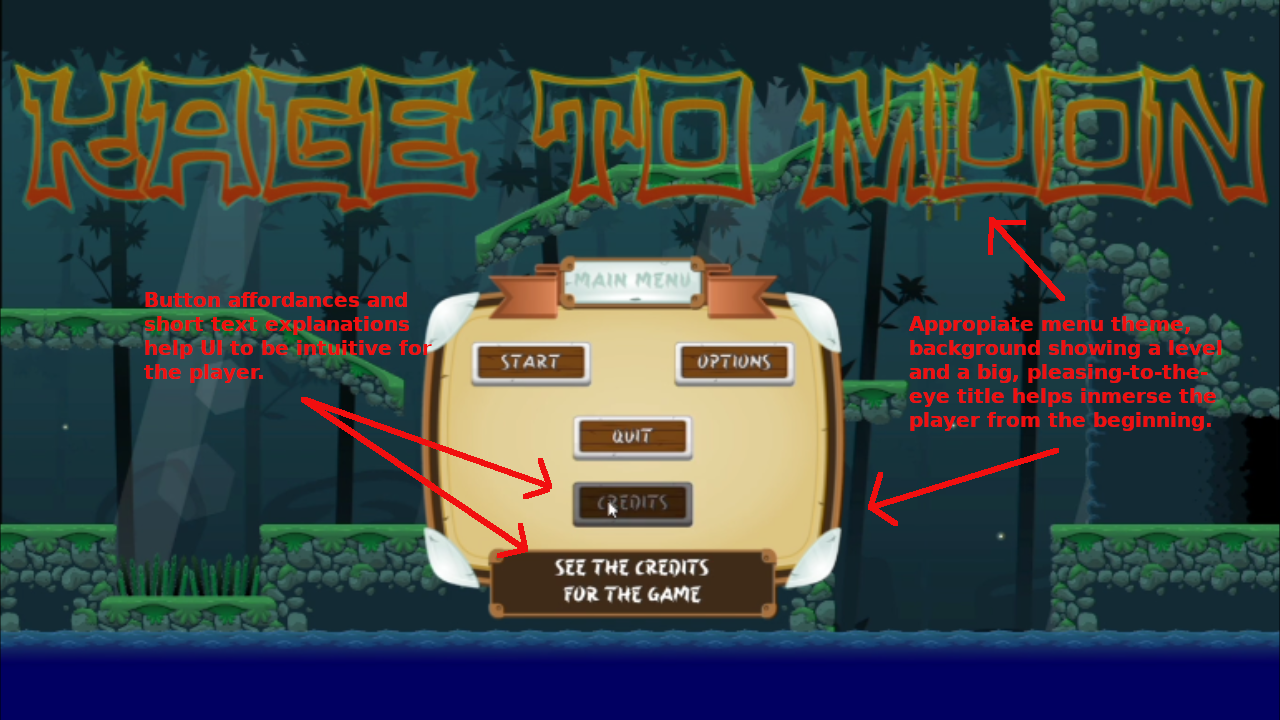 KAGE TO MUON
MAIN MENU
START
OPTIONS
QUIT
CREDITS
SEE THE CREDITS
FOR THE GAME
Button affordances and
short text explanations
help UI to be intuitive for
the player.
Appropiate menu theme,
background showing a level
and a big, pleasing-to-the-
eye title helps inmerse the
player from the beginning.